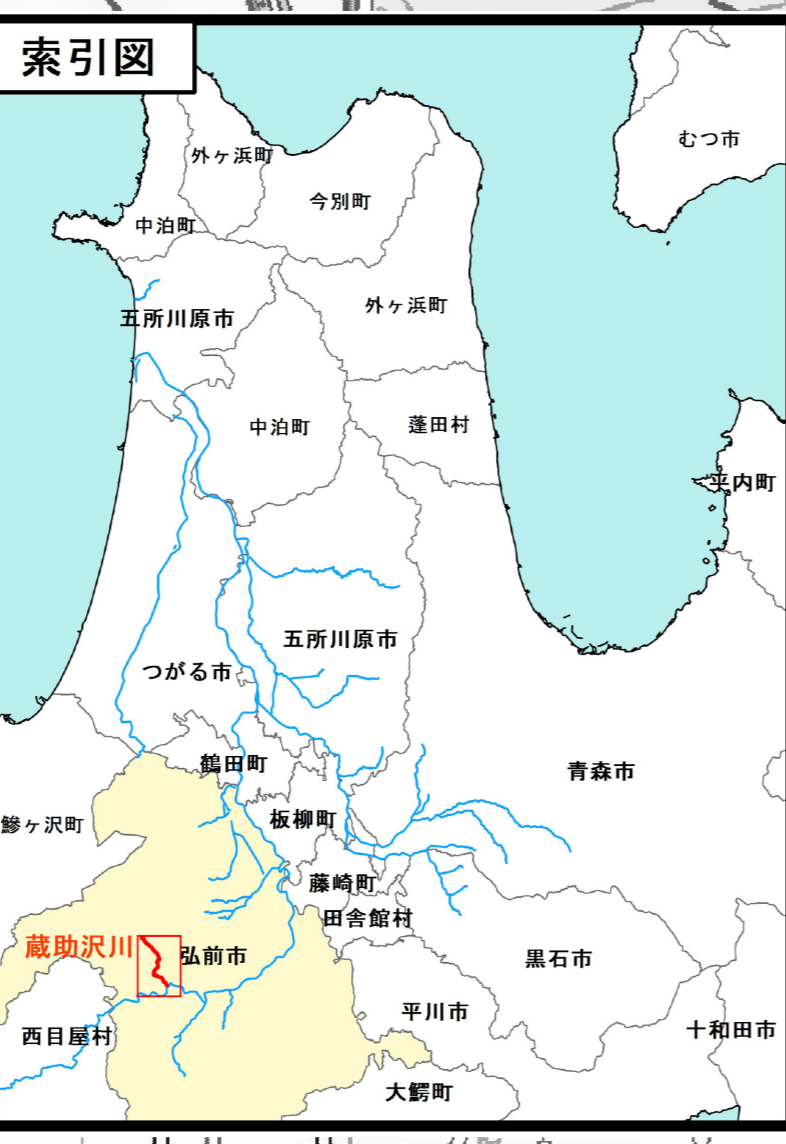 索引図
外ヶ浜町
むつ市
今別町
中泊町
外ヶ浜町
五所川原市
中泊町
蓬田村
平内町
五所川原市
つがる市
鶴田町
青森市
板柳町
鰺ヶ沢町
藤崎町
田舎館村
蔵助沢川
弘前市
黒石市
平川市
十和田市
西目屋村
大鰐町